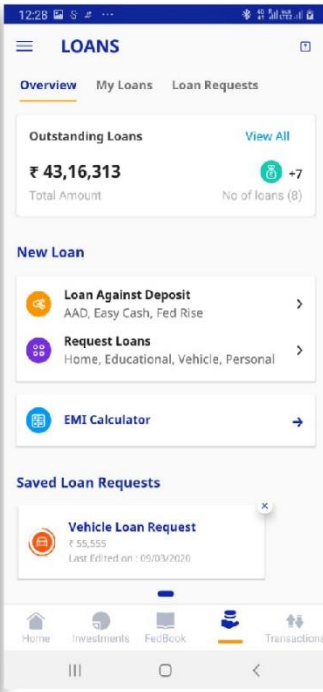 12:28
LOANS
Overview My Loans Loan Requests
Outstanding Loans View All
₹ 43,16,313 +7
Total Amount No of loans (8)
New Loan
Loan Against Deposit
AAD, Easy Cash, Fed Rise
Request Loans
Home, Educational, Vehicle, Personal
EMI Calculator
Saved Loan Requests
Vehicle Loan Request
₹ 55,555
Last Edited on : 09/03/2020
Home Investments FedBook Transactions